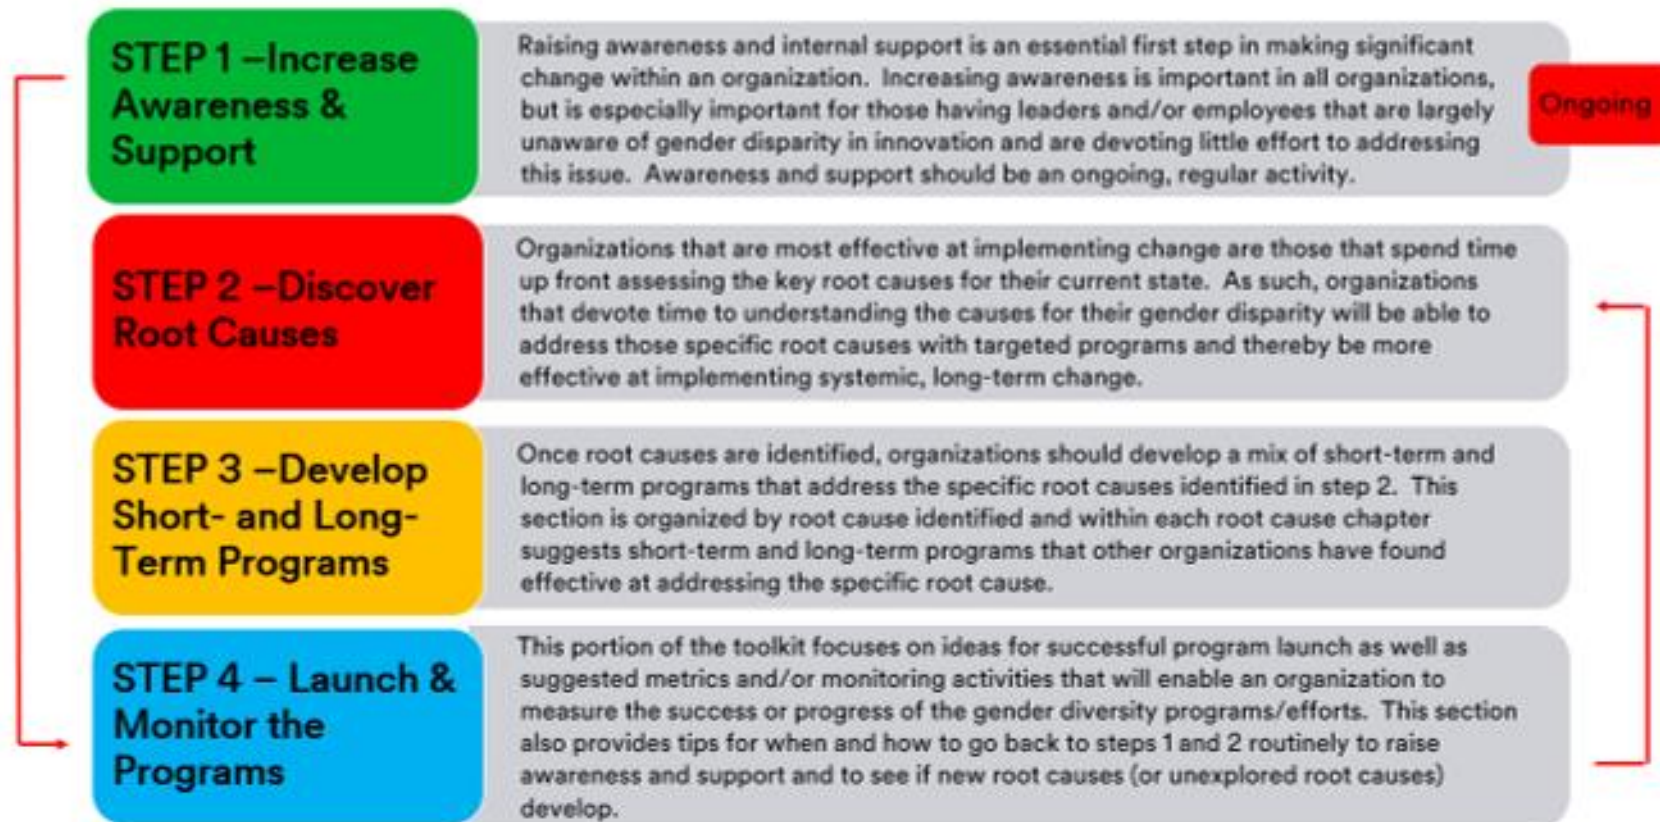 STEP 1 –Increase
Awareness &
Support
Raising awareness and internal support is an essential first step in making significant
change within an organization.  Increasing awareness is important in all organizations,
but is especially important for those having leaders and/or employees that are largely
unaware of gender disparity in innovation and are devoting little effort to addressing
this issue.  Awareness and support should be an ongoing, regular activity.
Ongoing
STEP 2 –Discover
Root Causes
Organizations that are most effective at implementing change are those that spend time
up front assessing the key root causes for their current state.  As such, organizations
that devote time to understanding the causes for their gender disparity will be able to
address those specific root causes with targeted programs and thereby be more
effective at implementing systemic, long-term change.
STEP 3 –Develop
Short- and Long-
Term Programs
Once root causes are identified, organizations should develop a mix of short-term and
long-term programs that address the specific root causes identified in step 2.  This
section is organized by root cause identified and within each root cause chapter
suggests short-term and long-term programs that other organizations have found
effective at addressing the specific root cause.
STEP 4 – Launch &
Monitor the
Programs
This portion of the toolkit focuses on ideas for successful program launch as well as
suggested metrics and/or monitoring activities that will enable an organization to
measure the success or progress of the gender diversity programs/efforts.  This section
also provides tips for when and how to go back to steps 1 and 2 routinely to raise
awareness and support and to see if new root causes (or unexplored root causes)
develop.